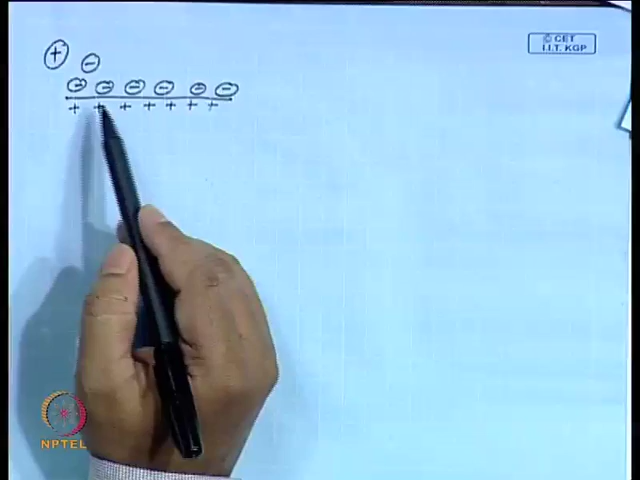 © CET
I.I.T. KGP
+ -
- - - - - -
+ + + + + + +
NPTEL